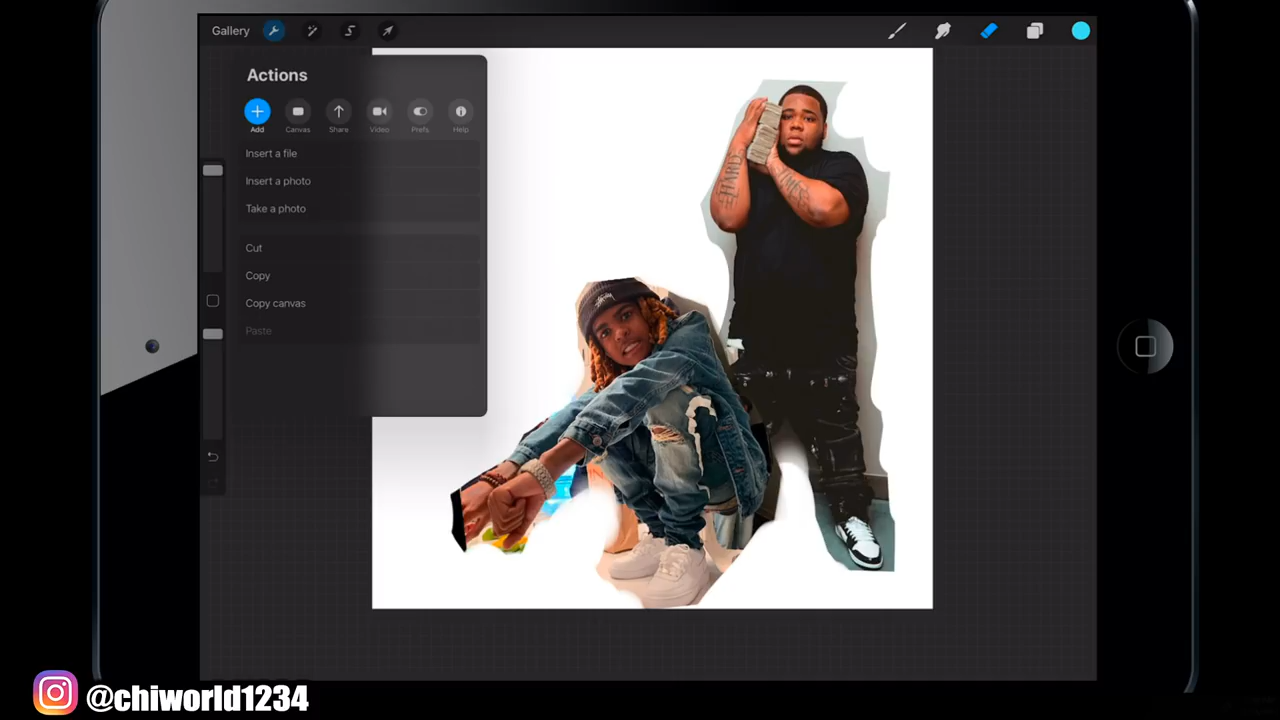 Gallery
Actions
Add Canvas Share Video Prefs Help
Insert a file
Insert a photo
Take a photo
Cut
Copy
Copy canvas
Paste
HARD
@chiworld1234